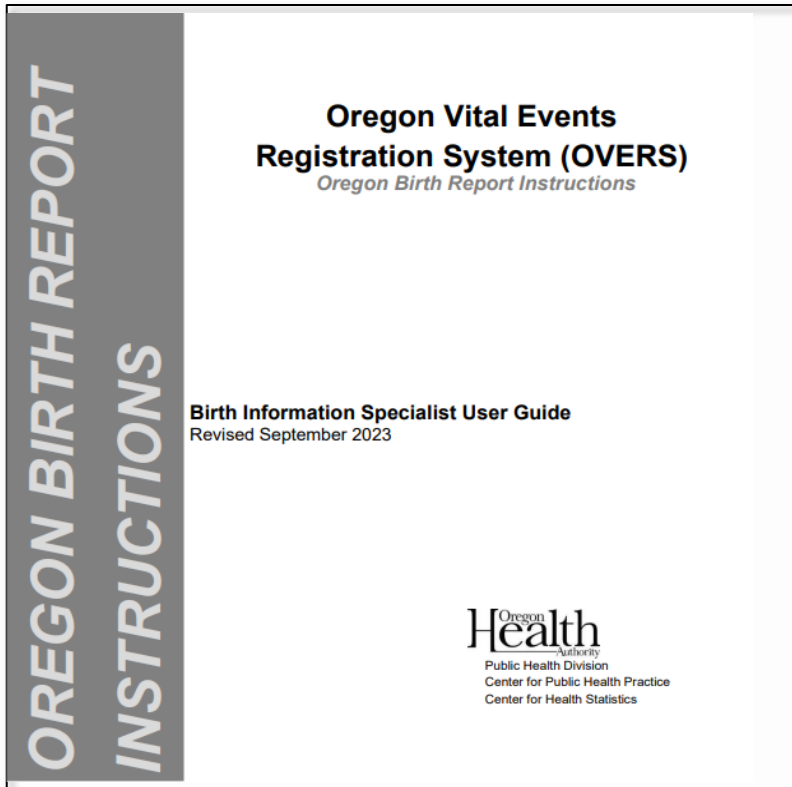 OREGON BIRTH REPORT
INSTRUCTIONS
Oregon Vital Events
Registration System (OVERS)
Oregon Birth Report Instructions
Birth Information Specialist User Guide
Revised September 2023
Oregon
Health
Authority
Public Health Division
Center for Public Health Practice
Center for Health Statistics